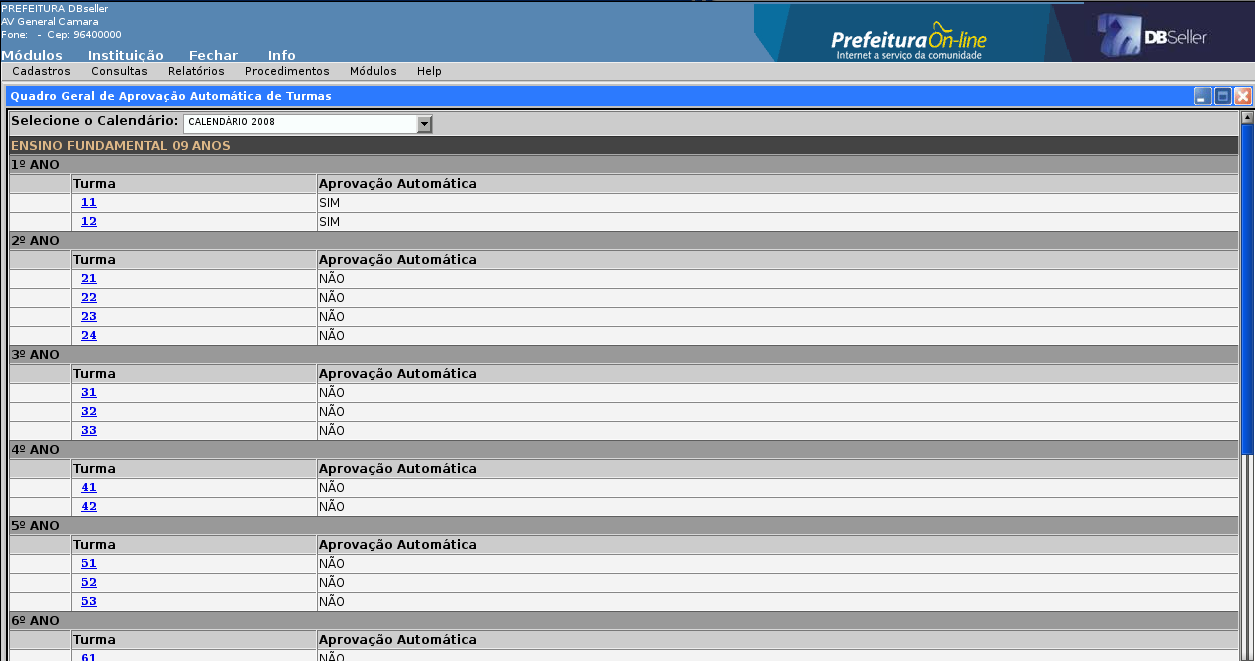 PREFEITURA DBseller
AV General Camara
Fone:   -  Cep: 96400000
Prefeitura On-line
Internet a serviço da comunidade
DBSeller
Módulos Instituição Fechar Info
Cadastros Consultas Relatórios Procedimentos Módulos Help
Quadro Geral de Aprovação Automática de Turmas
Selecione o Calendário: CALENDÁRIO 2008
ENSINO FUNDAMENTAL 09 ANOS
1º ANO
Turma Aprovação Automática
11 SIM
12 SIM
2º ANO
Turma Aprovação Automática
21 NÃO
22 NÃO
23 NÃO
24 NÃO
3º ANO
Turma Aprovação Automática
31 NÃO
32 NÃO
33 NÃO
4º ANO
Turma Aprovação Automática
41 NÃO
42 NÃO
5º ANO
Turma Aprovação Automática
51 NÃO
52 NÃO
53 NÃO
6º ANO
Turma Aprovação Automática
61 NÃO